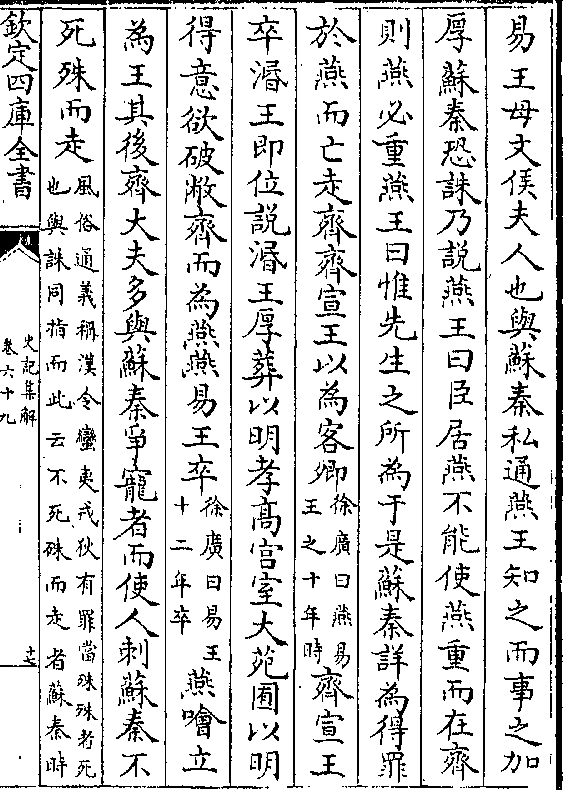 易王母文侯夫人也與蘇秦私通燕王知之而事之加
厚蘇秦恐誅乃說燕王曰臣居燕不能使燕重而在齊
則燕必重燕王曰惟先生之所為于是蘇秦詳為得罪
於燕而亡走齊齊宣王以為客卿徐廣曰燕易王之十年時齊宣王
卒湣王即位說湣王厚葬以明孝高宫室大苑囿以明
得意欲破敝齊而為燕燕易王卒徐廣曰易王十二年卒燕噲立
為王其後齊大夫多與蘇秦爭寵者而使人刺蘇秦不
死殊而走風俗通義稱漢令蠻夷戎狄有罪當殊殊者死也與誅同指而此云不死殊而走者蘇秦時
欽定四庫全書
史記集解
卷六十九
十七